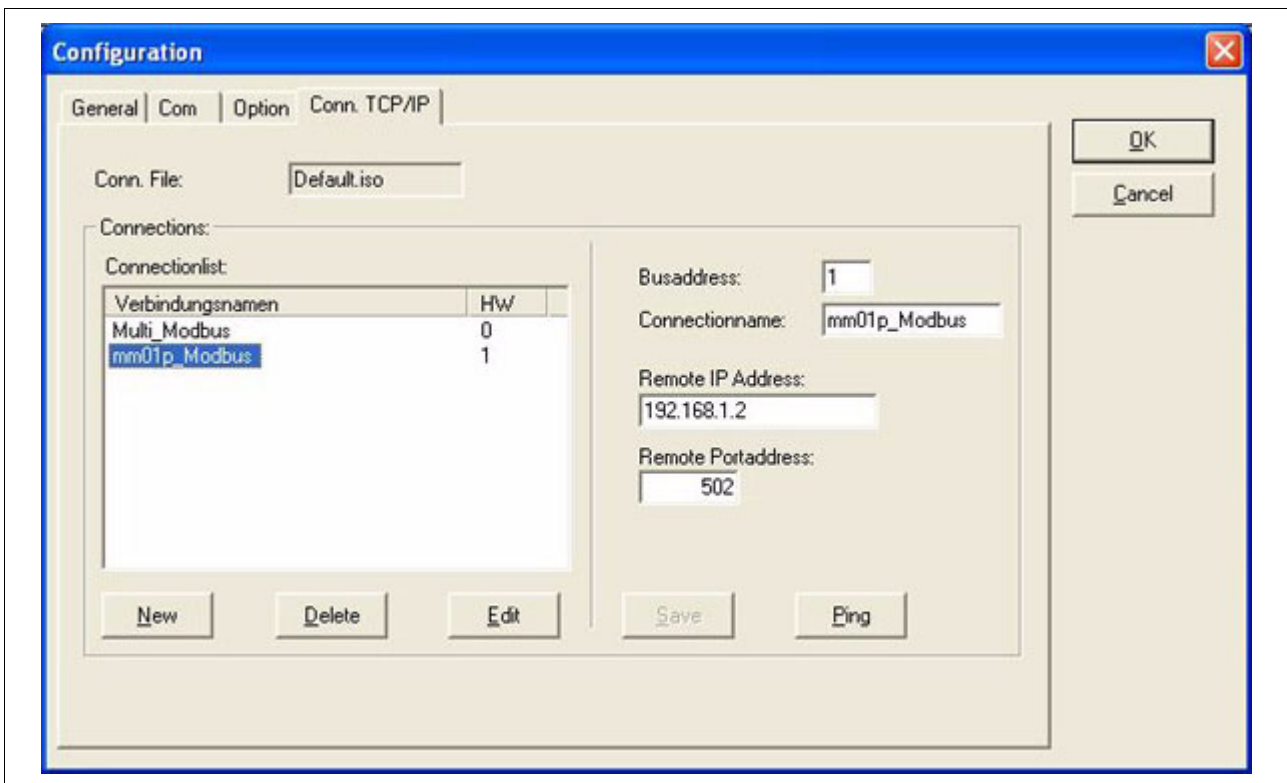 Configuration
General Com Option Conn. TCP/IP
OK
Cancel
Conn. File: Default.iso
Connections:
Connectionlist:
Verbindungsnamen HW
Multi_Modbus 0
mm01p_Modbus 1
Busaddress: 1
Connectionname: mm01p_Modbus
Remote IP Address:
192.168.1.2
Remote Portaddress:
502
New Delete Edit Save Ping